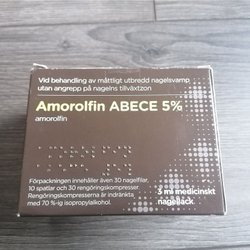 Vid behandling av måttligt utbredd nagelsvamp
utan angrepp på nagelns tillväxtzon
Amorolfin ABECE 5%
amorolfin
Förpackningen innehåller även 30 nagelfilar,
10 spatlar och 30 rengöringskompresser.
Rengöringskompresserna är indränkta
med 70 %-ig isopropylalkohol.
3 ml medicinskt
nagellack